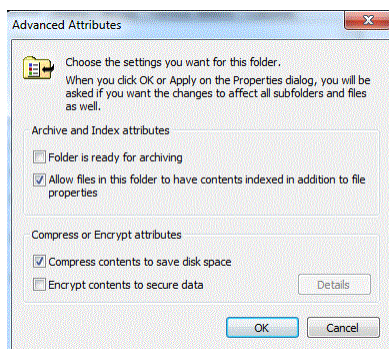 Advanced Attributes
Choose the settings you want for this folder.
When you click OK or Apply on the Properties dialog, you will be
asked if you want the changes to affect all subfolders and files
as well.
Archive and Index attributes
Folder is ready for archiving
Allow files in this folder to have contents indexed in addition to file
properties
Compress or Encrypt attributes
Compress contents to save disk space
Encrypt contents to secure data
Details
OK
Cancel